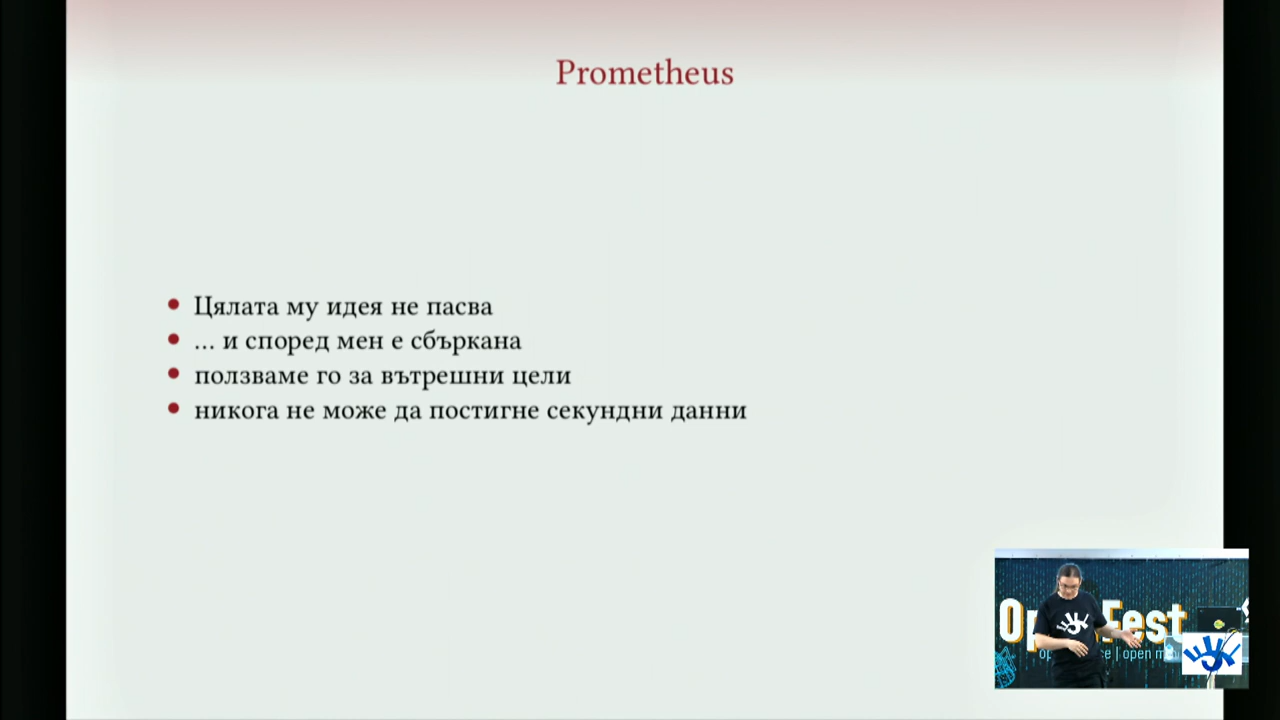 Prometheus
Цялата му идея не пасва
... и според мен е сбъркана
ползваме го за вътрешни цели
никога не може да постигне секундни данни